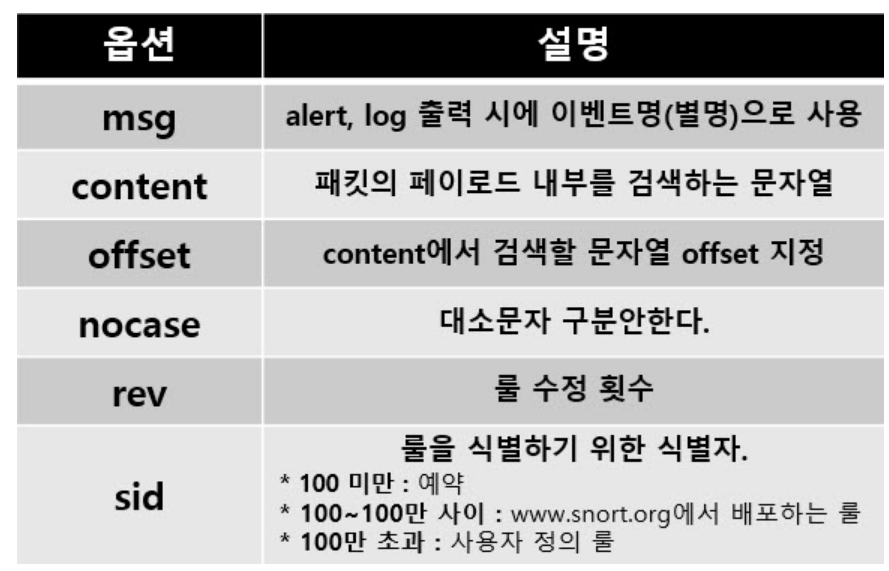 옵션 설명
msg alert, log 출력 시에 이벤트명(별명)으로 사용
content 패킷의 페이로드 내부를 검색하는 문자열
offset content에서 검색할 문자열 offset 지정
nocase 대소문자 구분안한다.
rev 룰 수정 횟수
sid 룰을 식별하기 위한 식별자.
* 100 미만 : 예약
* 100~100만 사이 : www.snort.org에서 배포하는 룰
* 100만 초과 : 사용자 정의 룰